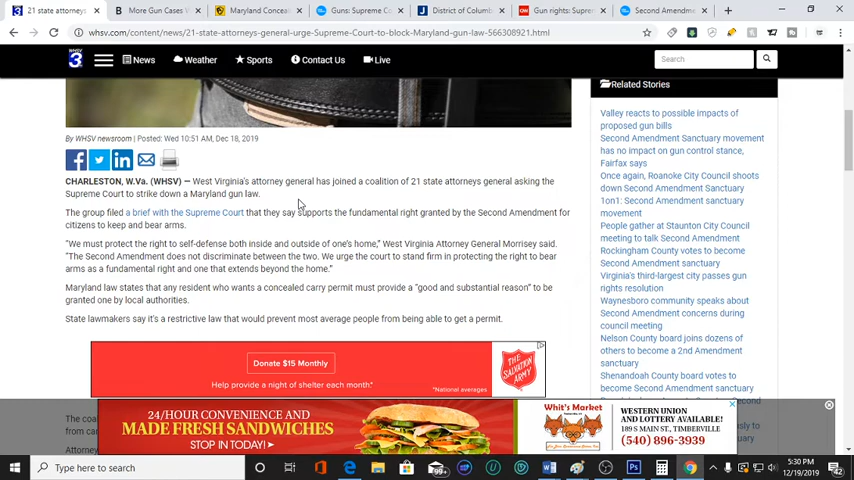 21 state attorneys
More Gun Cases V
Maryland Conceal
Guns: Supreme Co
District of Columb
Gun rights: Suprem
Second Amendme
whsv.com/content/news/21-state-attorneys-general-urge-Supreme-Court-to-block-Maryland-gun-law-566308921.html
News
Weather
Sports
Contact Us
Live
Search
By WHSV newsroom | Posted: Wed 10:51 AM, Dec 18, 2019
CHARLESTON, W.Va. (WHSV) — West Virginia's attorney general has joined a coalition of 21 state attorneys general asking the
Supreme Court to strike down a Maryland gun law.
The group filed a brief with the Supreme Court that they say supports the fundamental right granted by the Second Amendment for
citizens to keep and bear arms.
"We must protect the right to self-defense both inside and outside of one's home," West Virginia Attorney General Morrisey said.
"The Second Amendment does not discriminate between the two. We urge the court to stand firm in protecting the right to bear
arms as a fundamental right and one that extends beyond the home."
Maryland law states that any resident who wants a concealed carry permit must provide a "good and substantial reason" to be
granted one by local authorities.
State lawmakers say it's a restrictive law that would prevent most average people from being able to get a permit.
Donate $15 Monthly
Help provide a night of shelter each month.*
*National averages
THE SALVATION ARMY
The coa
from ca
Attorne
24/HOUR CONVENIENCE AND
MADE FRESH SANDWICHES
STOP IN TODAY!
Whit's Market
WESTERN UNION
AND LOTTERY AVAILABLE!
189 S MAIN ST, TIMBERVILLE
(540) 896-3939
Related Stories
Valley reacts to possible impacts of
proposed gun bills
Second Amendment Sanctuary movement
has no impact on gun control stance,
Fairfax says
Once again, Roanoke City Council shoots
down Second Amendment Sanctuary
1on1: Second Amendment sanctuary
movement
People gather at Staunton City Council
meeting to talk Second Amendment
Rockingham County votes to become
Second Amendment sanctuary
Virginia's third-largest city passes gun
rights resolution
Waynesboro community speaks about
Second Amendment concerns during
council meeting
Nelson County board joins dozens of
others to become a 2nd Amendment
sanctuary
Shenandoah County board votes to
become Second Amendment sanctuary
Type here to search
99+
5:30 PM
12/19/2019
42